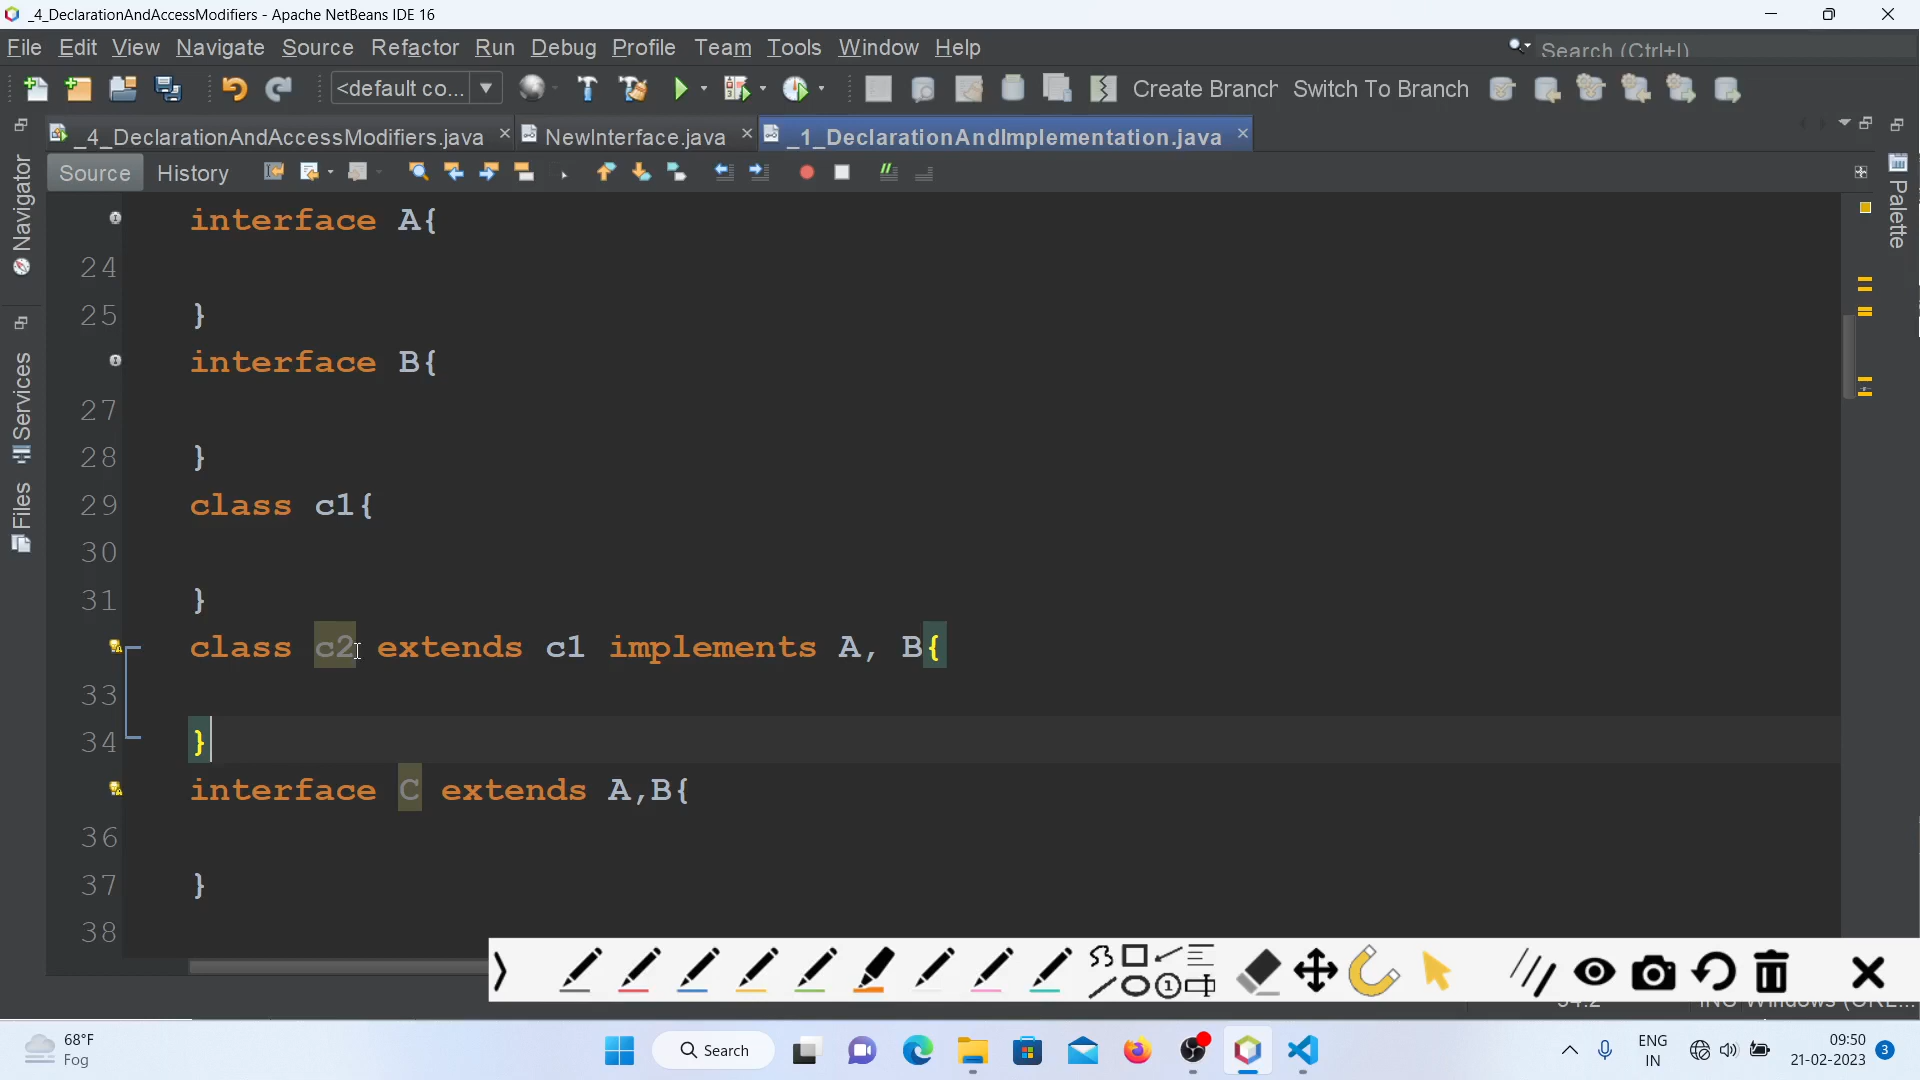 _4_DeclarationAndAccessModifiers - Apache NetBeans IDE 16
File Edit View Navigate Source Refactor Run Debug Profile Team Tools Window Help
Search (Ctrl+I)
<default co... Create Branch Switch To Branch
_4_DeclarationAndAccessModifiers.java NewInterface.java _1_DeclarationAndImplementation.java
Source History
Navigator
Services
Files
Palette
interface A{
24
25 }
interface B{
27
28 }
29 class c1{
30
31 }
class c2 extends c1 implements A, B{
33
34 }
interface C extends A,B{
36
37 }
38
68°F
Fog
Search
ENG
IN
09:50
21-02-2023
3